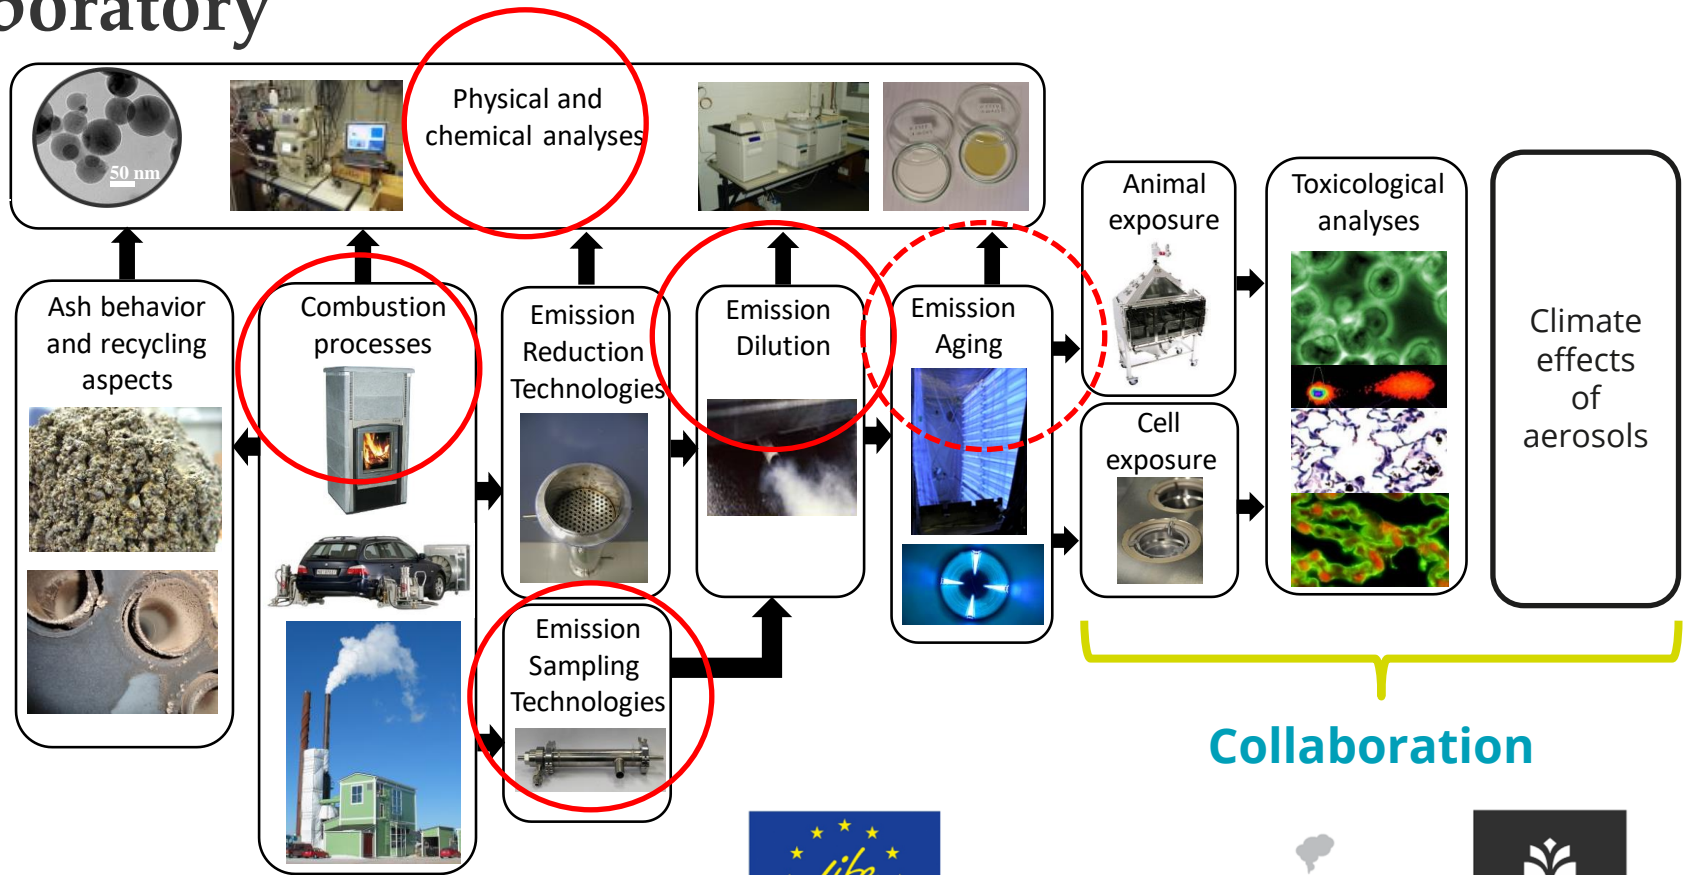 Physical and
chemical analyses
50 nm
Ash behavior
and recycling
aspects
Combustion
processes
Emission
Reduction
Technologies
Emission
Sampling
Technologies
Emission
Dilution
Emission
Aging
Animal
exposure
Cell
exposure
Toxicological
analyses
Climate
effects
of
aerosols
Collaboration
life